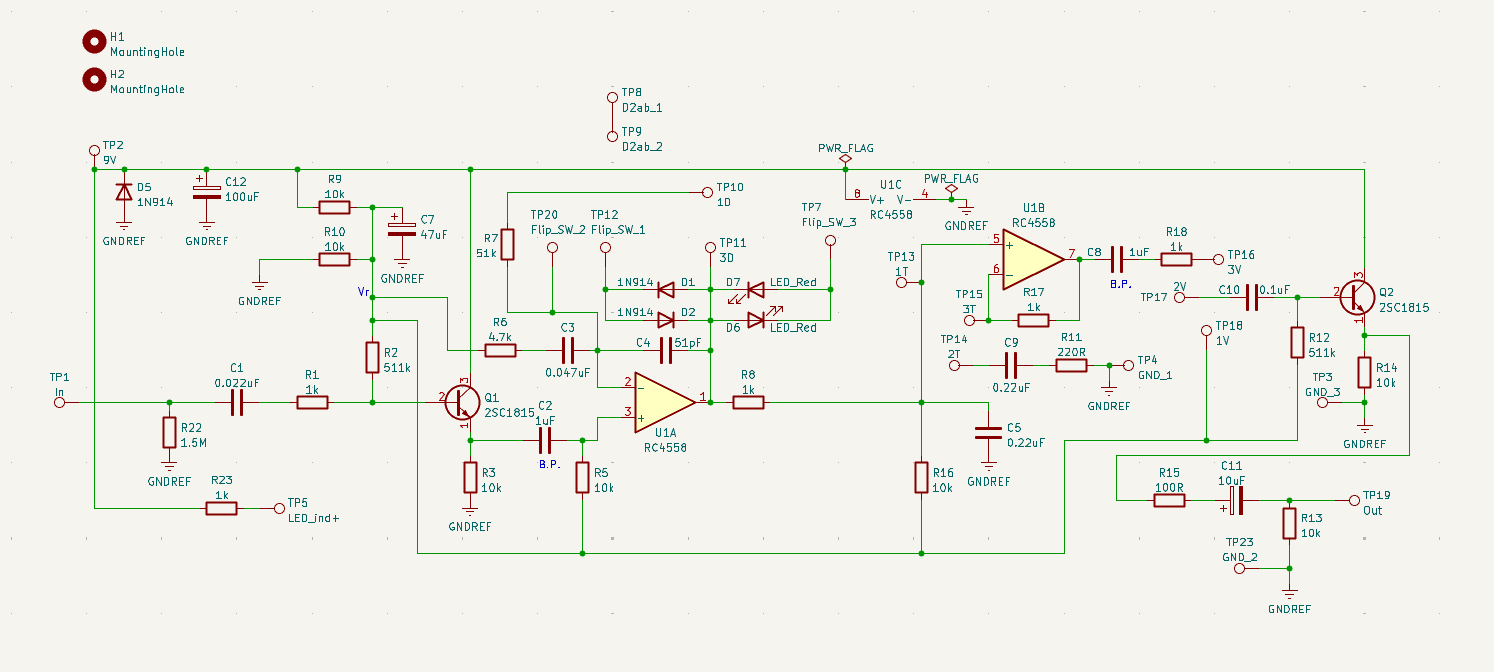 H1
MountingHole
H2
MountingHole
TP8
D2ab_1
TP9
D2ab_2
TP2
9V
D5
1N914
GNDREF
+
C12
100uF
GNDREF
R9
10k
R10
10k
GNDREF
+
C7
47uF
GNDREF
Vr
R7
51k
TP20
Flip_SW_2
TP12
Flip_SW_1
TP10
1D
TP11
3D
TP7
Flip_SW_3
PWR_FLAG
8
V+
U1C
V-
4
RC4558
PWR_FLAG
GNDREF
1N914
D1
1N914
D2
D7
LED_Red
D6
LED_Red
R6
4.7k
C3
0.047uF
C4
51pF
TP13
1T
TP15
3T
U1B
RC4558
5
+
6
-
7
R17
1k
C8
1uF
B.P.
R18
1k
TP16
3V
2V
TP17
C10
0.1uF
TP18
1V
R12
511k
2
3
1
Q2
2SC1815
R14
10k
TP3
GND_3
GNDREF
TP14
2T
C9
0.22uF
R11
220R
TP4
GND_1
GNDREF
TP1
In
C1
0.022uF
R1
1k
R2
511k
R22
1.5M
GNDREF
R23
1k
TP5
LED_ind+
2
3
1
Q1
2SC1815
R3
10k
GNDREF
C2
1uF
B.P.
R5
10k
2
-
3
+
1
U1A
RC4558
R8
1k
C5
0.22uF
GNDREF
R16
10k
R15
100R
C11
10uF
+
TP19
Out
R13
10k
TP23
GND_2
GNDREF